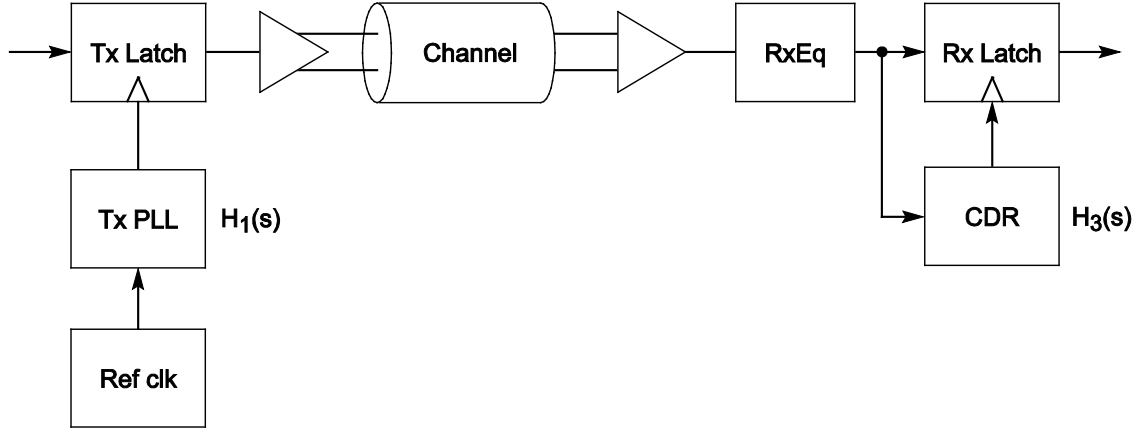 Tx Latch
Channel
RxEq
Rx Latch
Tx PLL
H1(s)
CDR
H3(s)
Ref clk